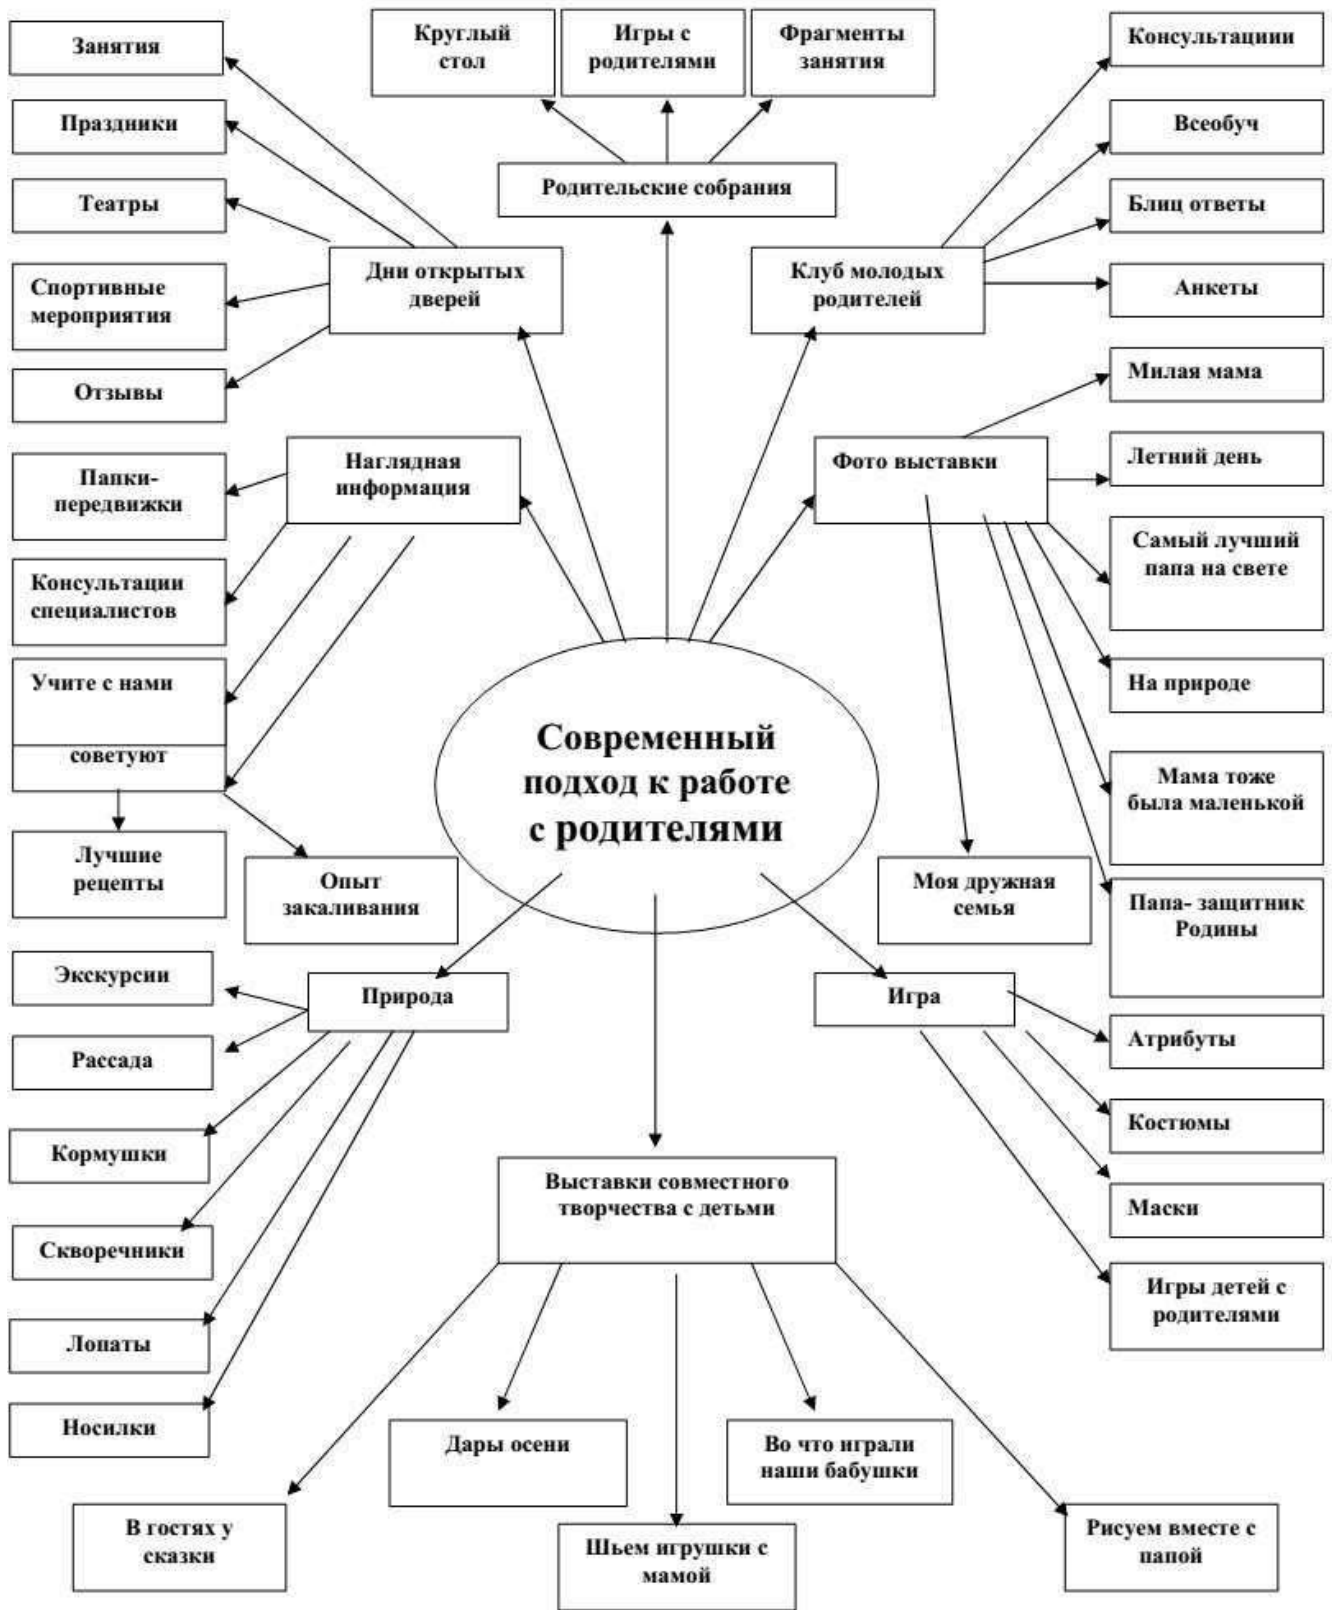 Занятия
Праздники
Театры
Спортивные
мероприятия
Отзывы
Круглый
стол
Игры с
родителями
Фрагменты
занятия
Родительские собрания
Дни открытых
дверей
Клуб молодых
родителей
Консультациии
Всеобуч
Блиц ответы
Анкеты
Наглядная
информация
Папки-
передвижки
Консультации
специалистов
Учите с нами
советуют
Лучшие
рецепты
Опыт
закаливания
Фото выставки
Милая мама
Летний день
Самый лучший
папа на свете
На природе
Мама тоже
была маленькой
Папа- защитник
Родины
Моя дружная
семья
Современный
подход к работе
с родителями
Природа
Экскурсии
Рассада
Кормушки
Скворечники
Лопаты
Носилки
Игра
Атрибуты
Костюмы
Маски
Игры детей с
родителями
Выставки совместного
творчества с детьми
В гостях у
сказки
Дары осени
Шьем игрушки с
мамой
Во что играли
наши бабушки
Рисуем вместе с
папой